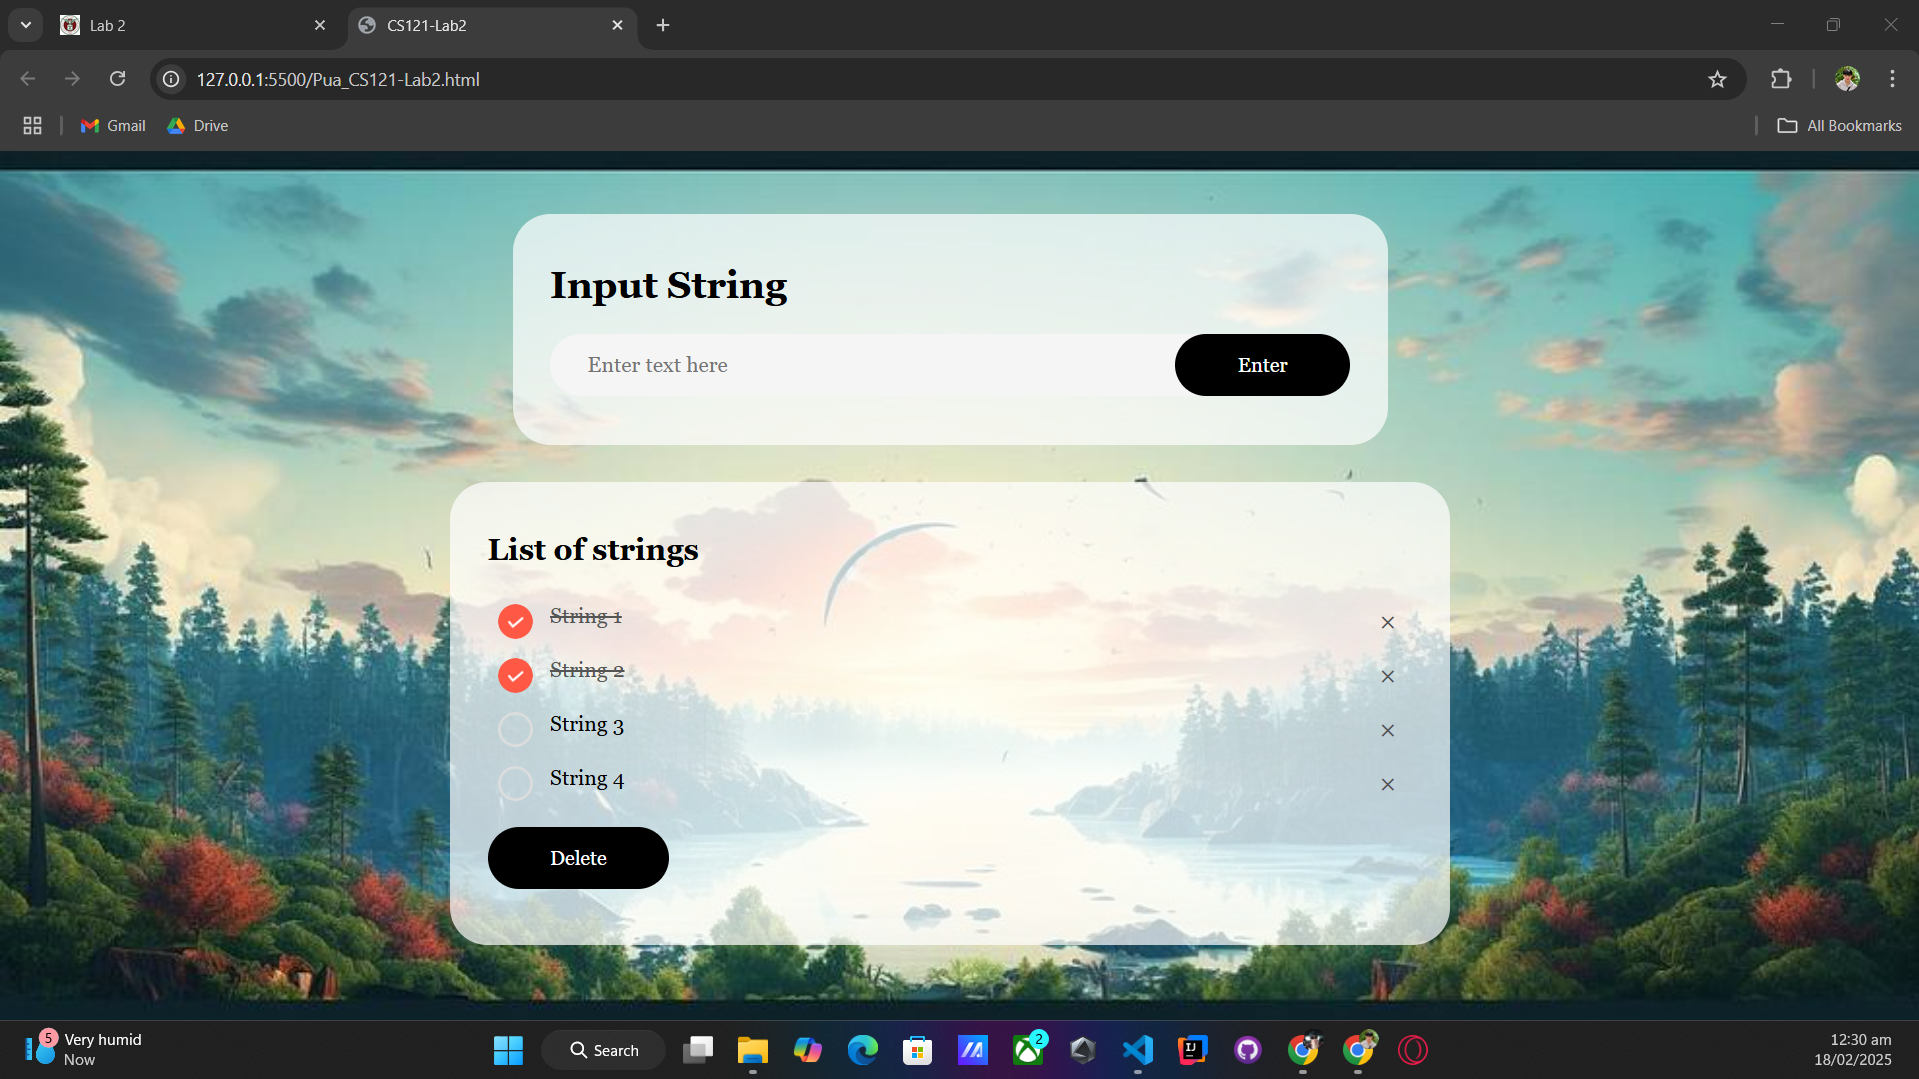 Lab 2
CS121-Lab2
127.0.0.1:5500/Pua_CS121-Lab2.html
Gmail
Drive
All Bookmarks
Input String
Enter text here
Enter
List of strings
String 1
String 2
String 3
String 4
Delete
5
Very humid
Now
Search
2
IJ
12:30 am
18/02/2025